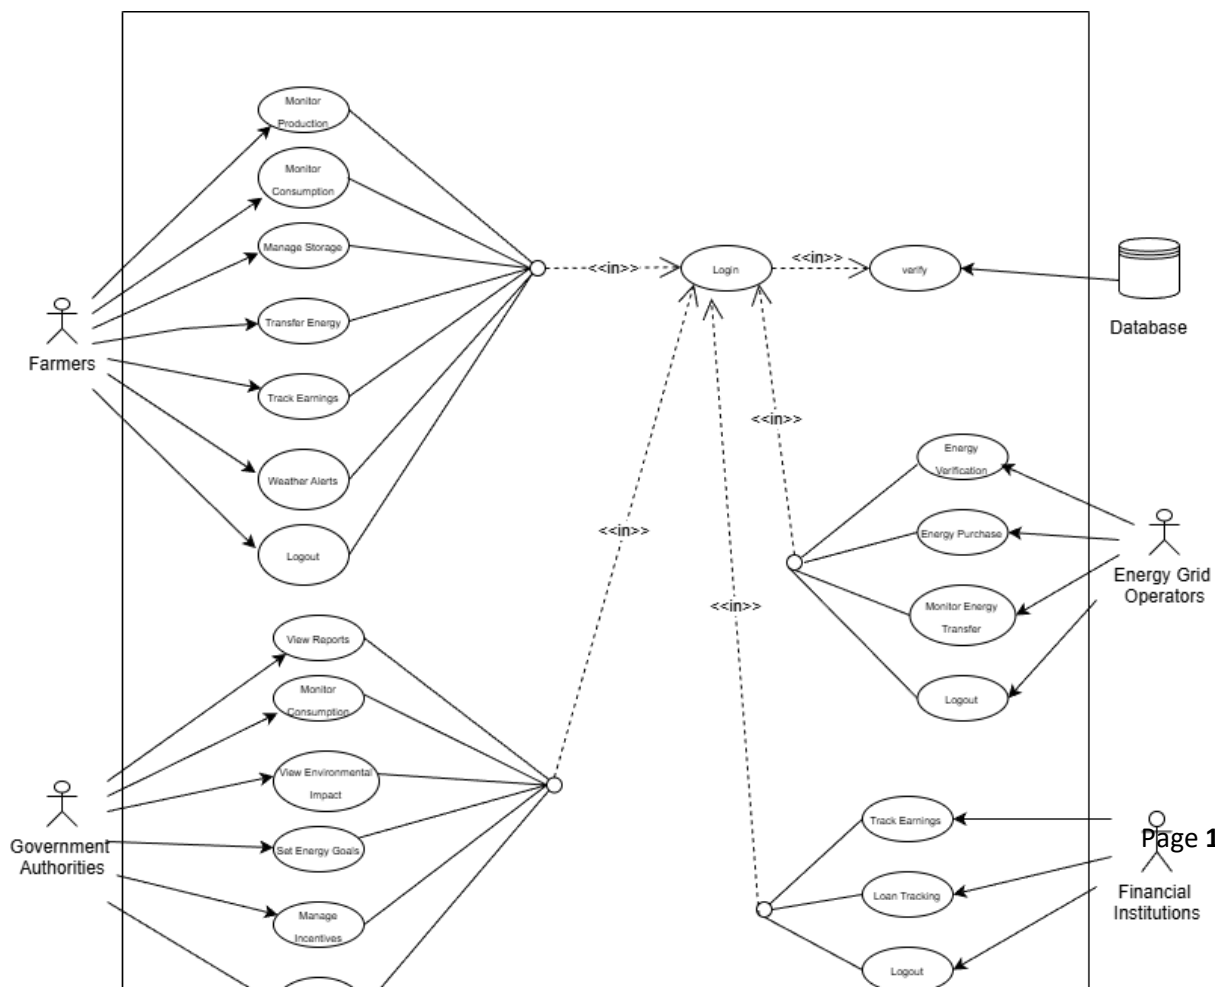 Monitor
Production
Monitor
Consumption
Manage Storage
Transfer Energy
Track Earnings
Weather Alerts
Logout
Farmers
<<in>>
Login
<<in>>
verify
Database
<<in>>
<<in>>
<<in>>
Energy
Verification
Energy Purchase
Monitor Energy
Transfer
Logout
Energy Grid
Operators
View Reports
Monitor
Consumption
View Environmental
Impact
Set Energy Goals
Manage
Incentives
Government
Authorities
Track Earnings
Loan Tracking
Logout
Page 1
Financial
Institutions